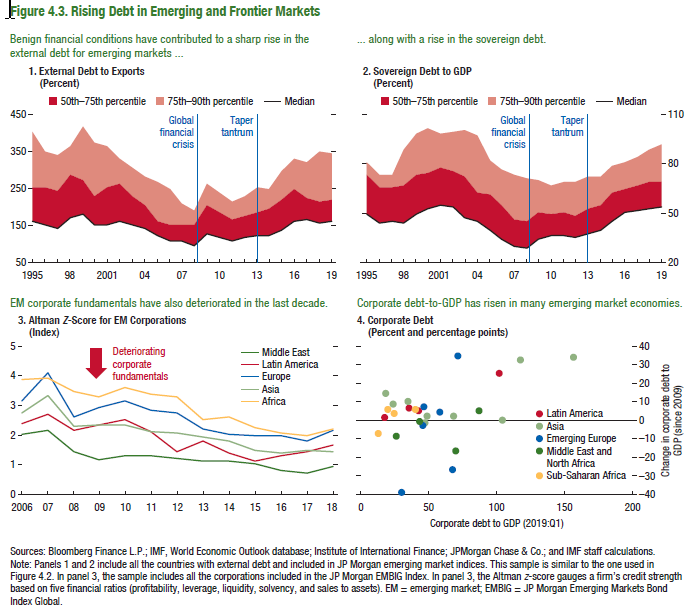 Figure 4.3. Rising Debt in Emerging and Frontier Markets
Benign financial conditions have contributed to a sharp rise in the
external debt for emerging markets ...
1. External Debt to Exports
(Percent)
50th–75th percentile
75th–90th percentile
Median
Global
financial
crisis
Taper
tantrum
450
350
250
150
50
1995 98 2001 04 07 10 13 16 19
... along with a rise in the sovereign debt.
2. Sovereign Debt to GDP
(Percent)
50th–75th percentile
75th–90th percentile
Median
Global
financial
crisis
Taper
tantrum
110
80
50
20
1995 98 2001 04 07 10 13 16 19
EM corporate fundamentals have also deteriorated in the last decade.
3. Altman Z-Score for EM Corporations
(Index)
Deteriorating
corporate
fundamentals
Middle East
Latin America
Europe
Asia
Africa
5
4
3
2
1
0
2006 07 08 09 10 11 12 13 14 15 16 17 18
Corporate debt-to-GDP has risen in many emerging market economies.
4. Corporate Debt
(Percent and percentage points)
Latin America
Asia
Emerging Europe
Middle East and
North Africa
Sub-Saharan Africa
40
30
20
10
0
–10
–20
–30
–40
Change in corporate debt to
GDP (since 2009)
0 50 100 150 200
Corporate debt to GDP (2019:Q1)
Sources: Bloomberg Finance L.P.; IMF, World Economic Outlook database; Institute of International Finance; JPMorgan Chase & Co.; and IMF staff calculations.
Note: Panels 1 and 2 include all the countries with external debt and included in JP Morgan emerging market indices. This sample is similar to the one used in
Figure 4.2. In panel 3, the sample includes all the corporations included in the JP Morgan EMBIG Index. In panel 3, the Altman z-score gauges a firm's credit strength
based on five financial ratios (profitability, leverage, liquidity, solvency, and sales to assets). EM = emerging market; EMBIG = JP Morgan Emerging Markets Bond
Index Global.